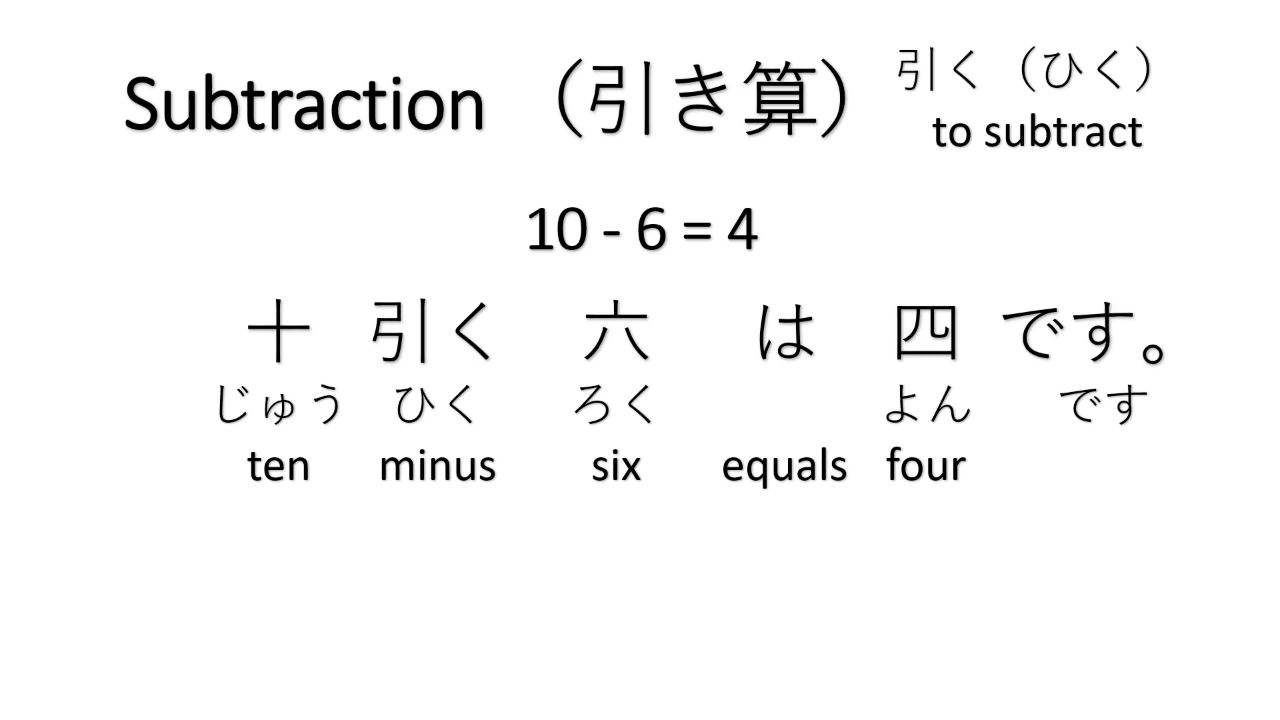 Subtraction （引き算）
引く（ひく）
to subtract
10 - 6 = 4
十 引く 六 は 四 です。
じゅう ひく ろく よん です
ten minus six equals four